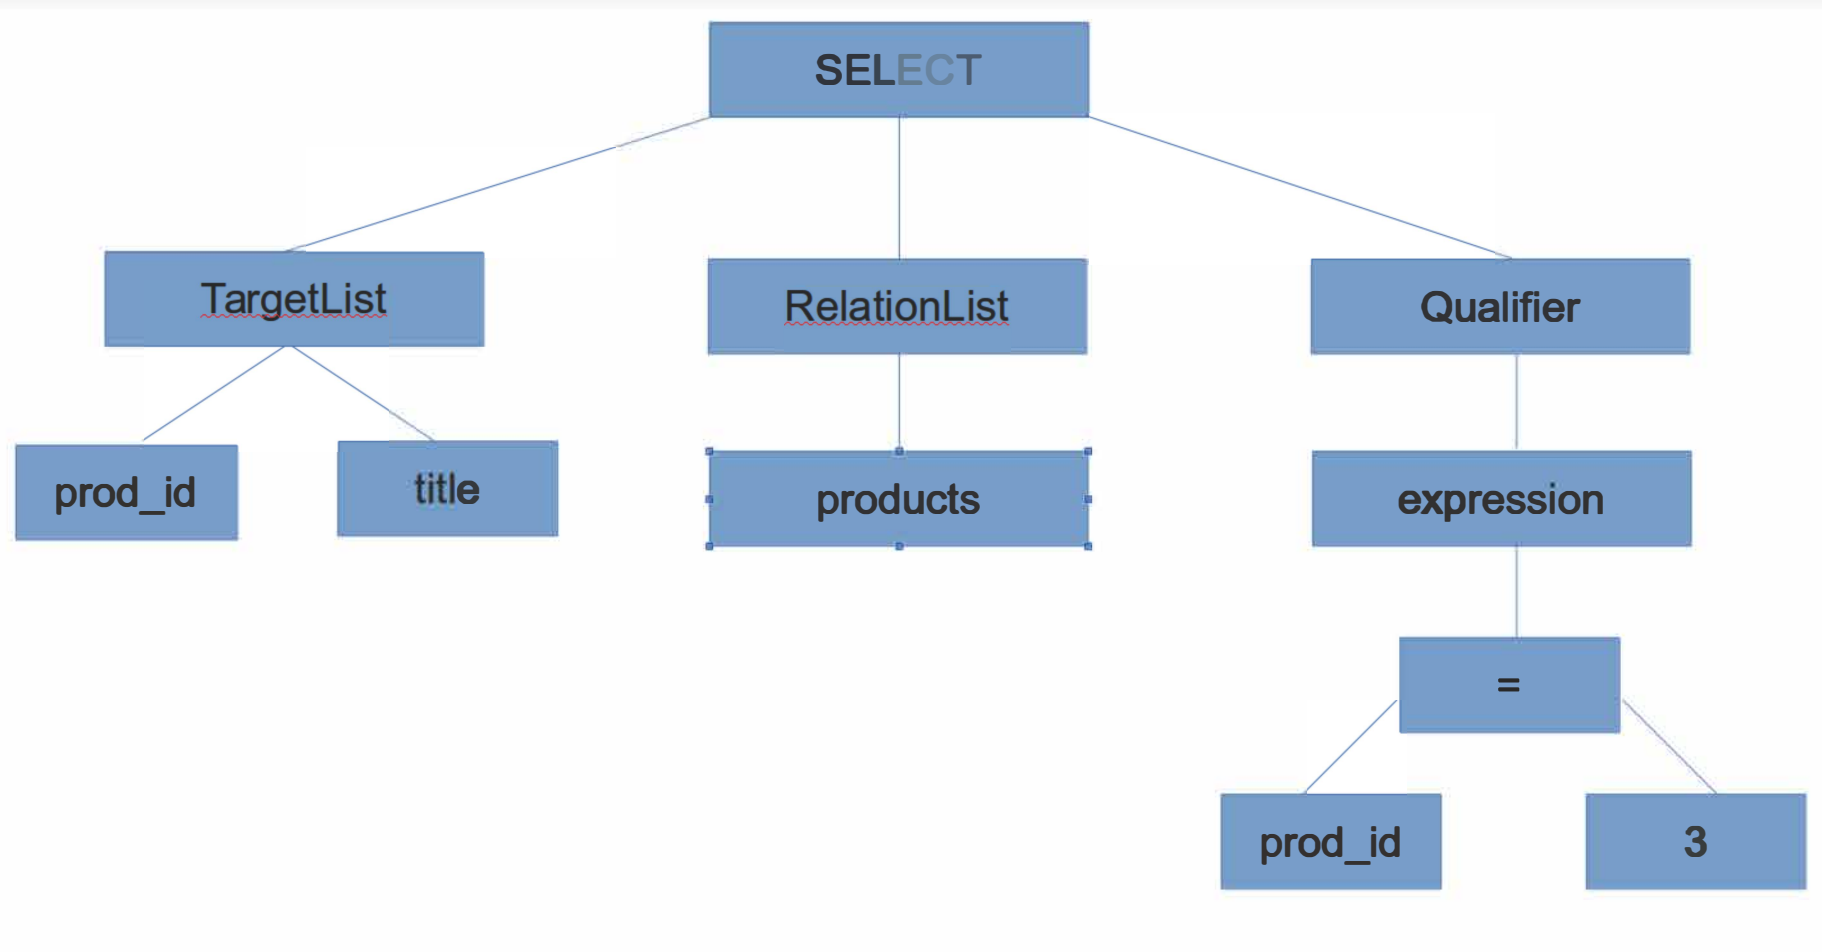 SELECT
TargetList
RelationList
Qualifier
prod_id
title
products
expression
=
prod_id
3